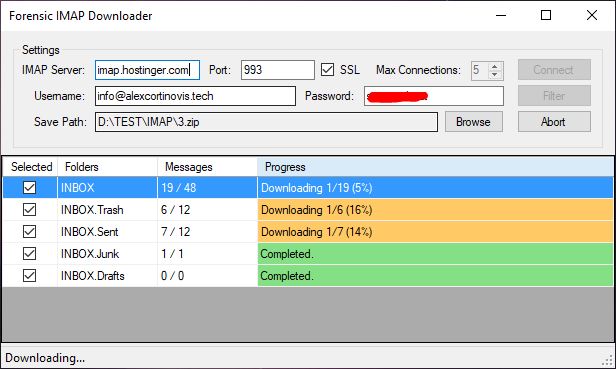 Forensic IMAP Downloader
Settings
IMAP Server: imap.hostinger.com Port: 993 SSL Max Connections: 5 Connect
Username: info@alexcortinovis.tech Password: Filter
Save Path: D:\TEST\IMAP\3.zip Browse Abort
Selected Folders Messages Progress
INBOX 19 / 48 Downloading 1/19 (5%)
INBOX.Trash 6 / 12 Downloading 1/6 (16%)
INBOX.Sent 7 / 12 Downloading 1/7 (14%)
INBOX.Junk 1 / 1 Completed.
INBOX.Drafts 0 / 0 Completed.
Downloading...